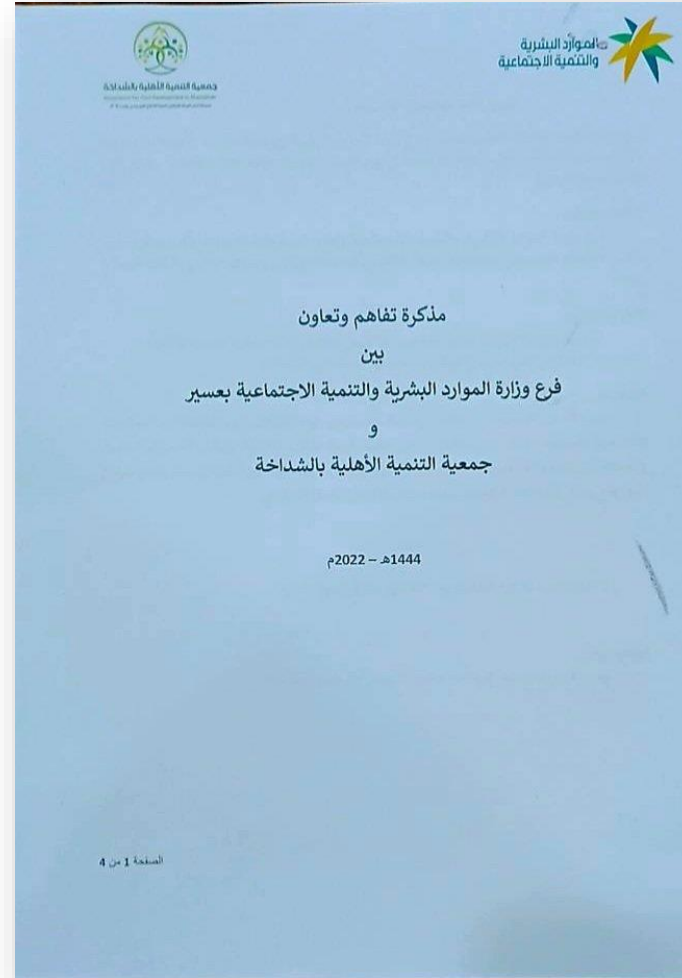 الموارد البشرية
والتنمية الاجتماعية
جمعية التنمية الأهلية بالشداخة
مذكرة تفاهم وتعاون
بين
فرع وزارة الموارد البشرية والتنمية الاجتماعية بعسير
و
جمعية التنمية الأهلية بالشداخة
1444هـ – 2022م
الصفحة 1 من 4